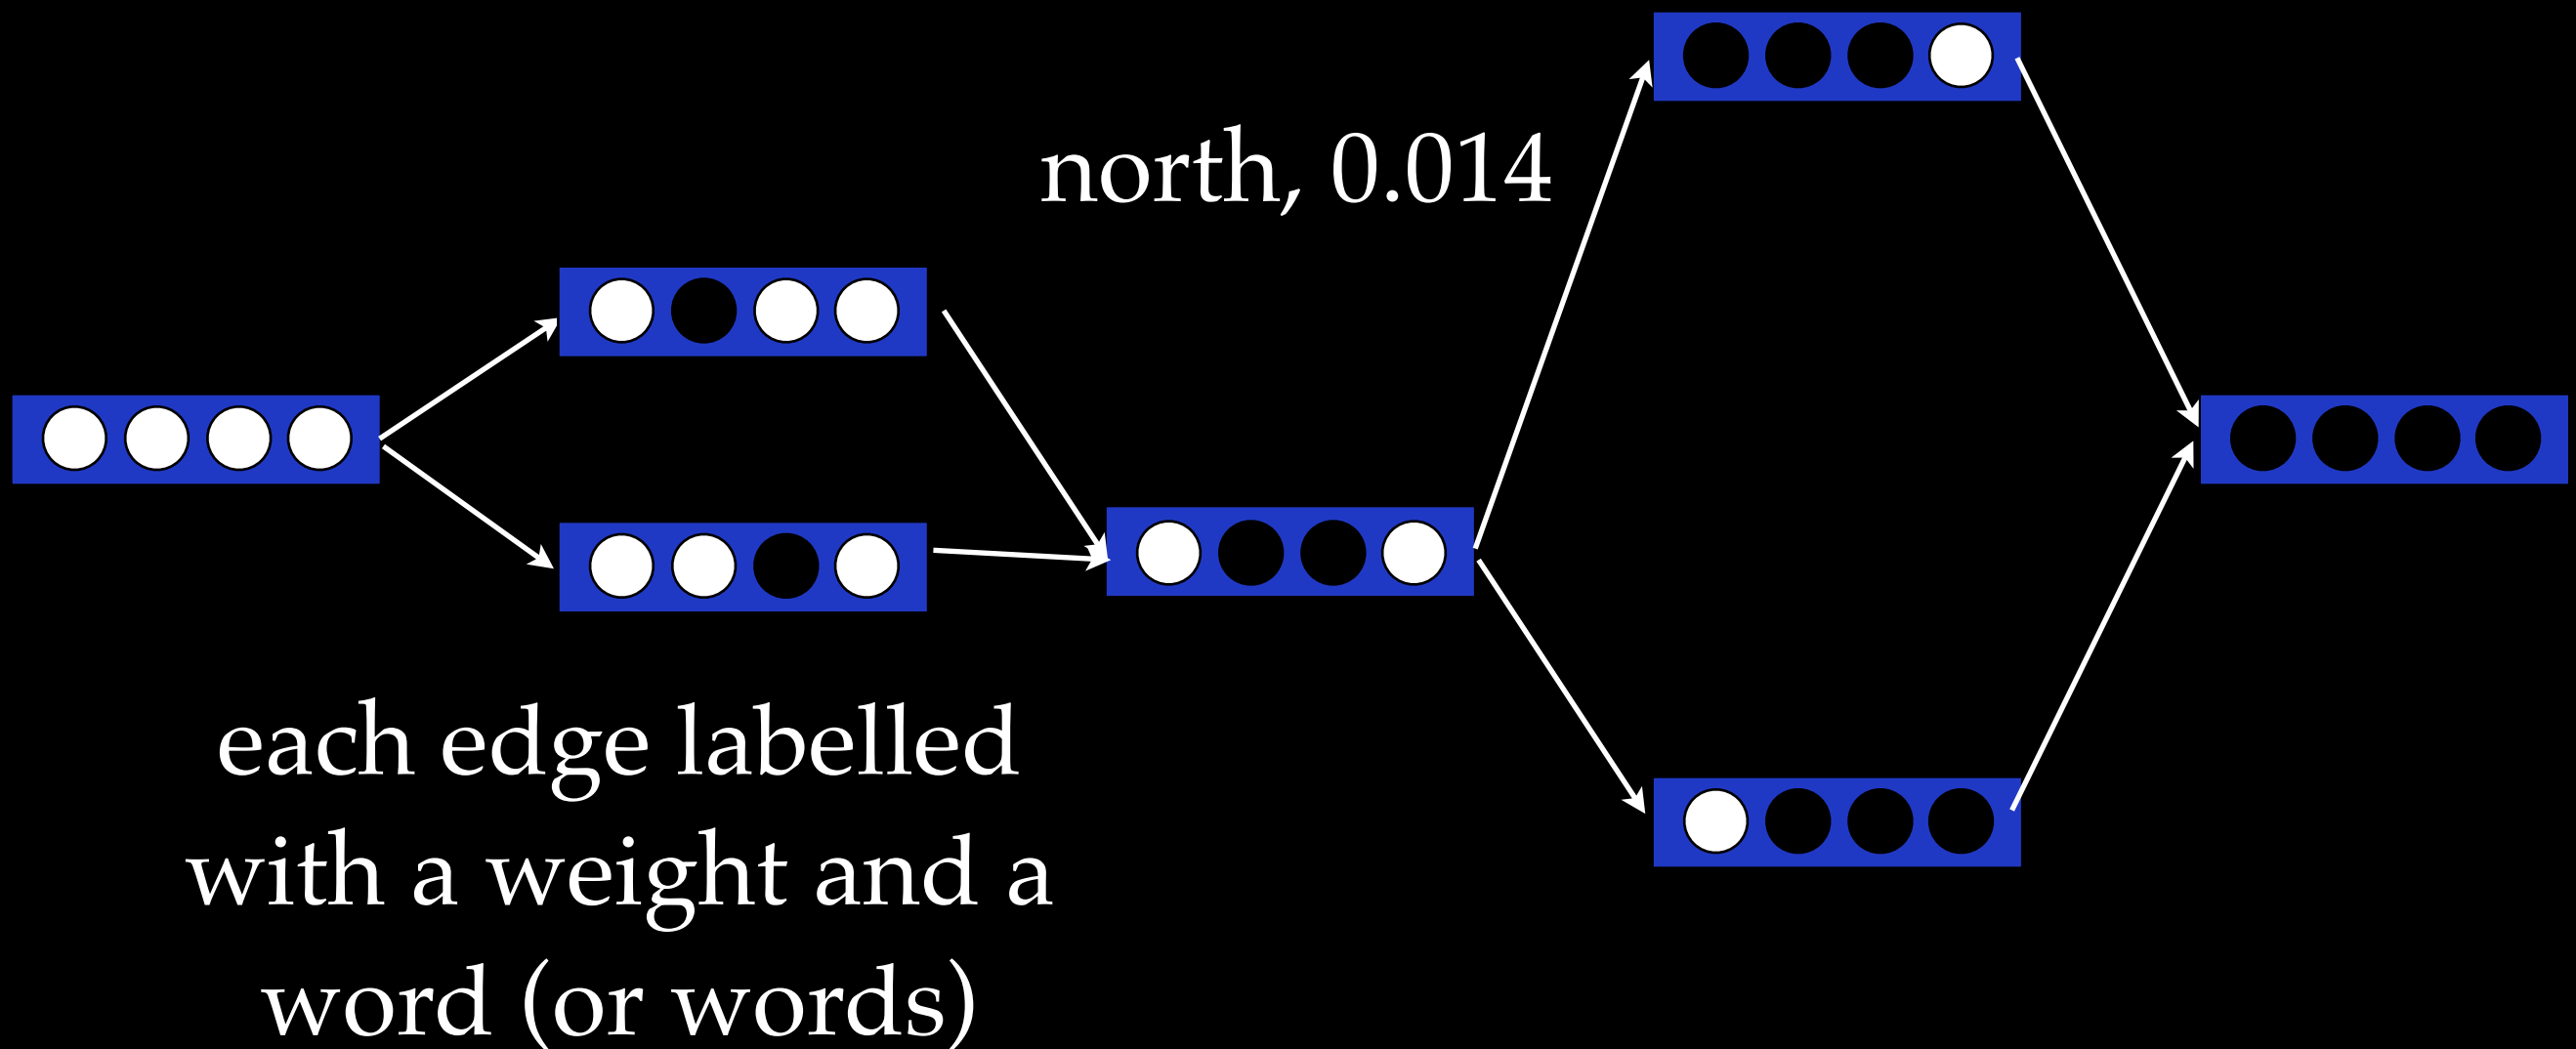 north, 0.014
each edge labelled
with a weight and a
word (or words)